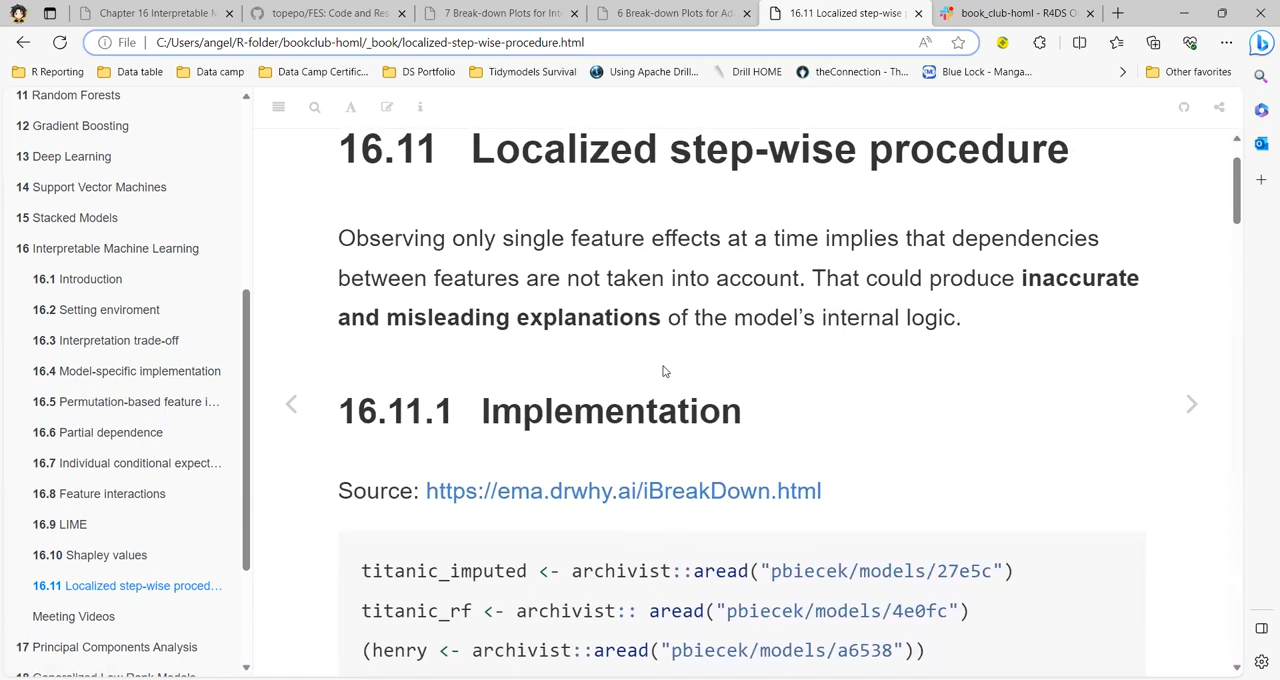 Chapter 16 Interpretable M
topepo/FES: Code and Res
7 Break-down Plots for Int
6 Break-down Plots for Ad
16.11 Localized step-wise
book_club-homl - R4DS O
File
C:/Users/angel/R-folder/bookclub-homl/_book/localized-step-wise-procedure.html
R Reporting
Data table
Data camp
Data Camp Certific...
DS Portfolio
Tidymodels Survival
Using Apache Drill...
Drill HOME
theConnection - Th...
Blue Lock - Manga...
Other favorites
11 Random Forests
12 Gradient Boosting
13 Deep Learning
14 Support Vector Machines
15 Stacked Models
16 Interpretable Machine Learning
16.1 Introduction
16.2 Setting enviroment
16.3 Interpretation trade-off
16.4 Model-specific implementation
16.5 Permutation-based feature i...
16.6 Partial dependence
16.7 Individual conditional expect...
16.8 Feature interactions
16.9 LIME
16.10 Shapley values
16.11 Localized step-wise proced...
Meeting Videos
17 Principal Components Analysis
18 Generalized Low Rank Models
16.11 Localized step-wise procedure
Observing only single feature effects at a time implies that dependencies
between features are not taken into account. That could produce inaccurate
and misleading explanations of the model's internal logic.
16.11.1 Implementation
Source: https://ema.drwhy.ai/iBreakDown.html
titanic_imputed <- archivist::aread("pbiecek/models/27e5c")
titanic_rf <- archivist:: aread("pbiecek/models/4e0fc")
(henry <- archivist::aread("pbiecek/models/a6538"))